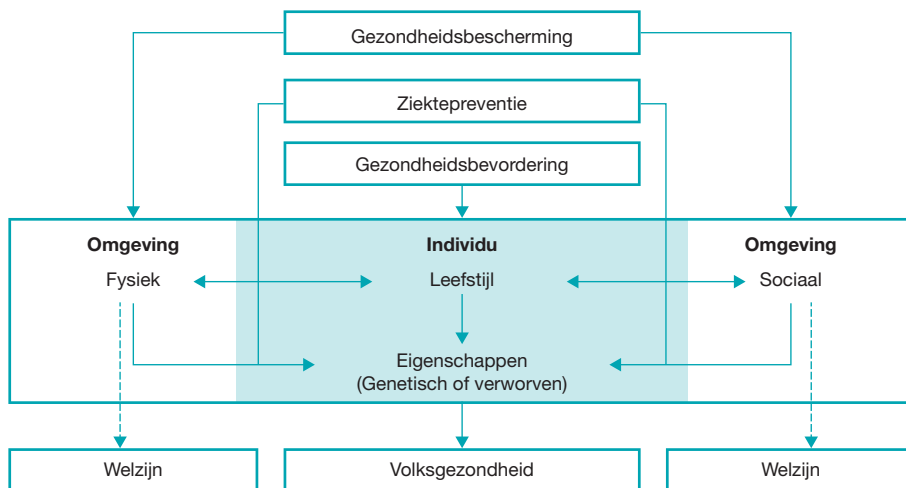 Gezondheidsbescherming
Ziektepreventie
Gezondheidsbevordering
Omgeving
Individu
Omgeving
Fysiek
Leefstijl
Sociaal
Eigenschappen
(Genetisch of verworven)
Welzijn
Volksgezondheid
Welzijn